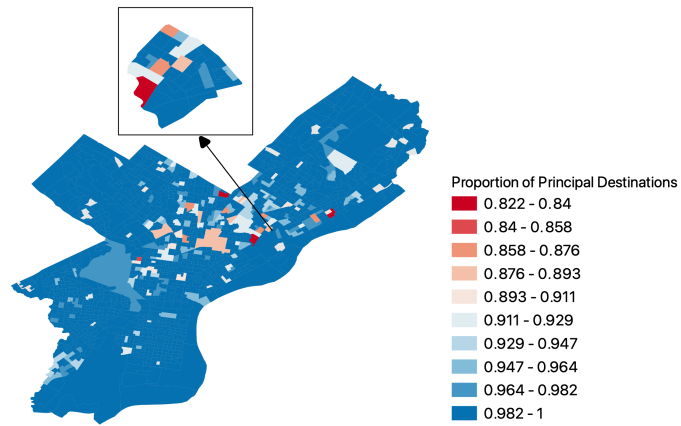 Proportion of Principal Destinations
0.822 - 0.84
0.84 - 0.858
0.858 - 0.876
0.876 - 0.893
0.893 - 0.911
0.911 - 0.929
0.929 - 0.947
0.947 - 0.964
0.964 - 0.982
0.982 - 1